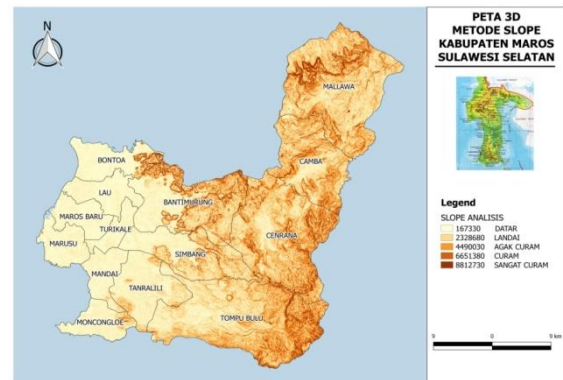 PETA 3D
METODE SLOPE
KABUPATEN MAROS
SULAWESI SELATAN
N
MALLAWA
BONTOA
CAMBA
LAU
BANTIMURUNG
MAROS BARU
CENRANA
TURIKALE
MARUSU
SIMBANG
MANDAI
TANRALILI
TOMPU BULU
MONCONGLOE
Legend
SLOPE ANALISIS
167330 DATAR
2328680 LANDAI
4490030 AGAK CURAM
6651380 CURAM
8812730 SANGAT CURAM
9 0 9 km